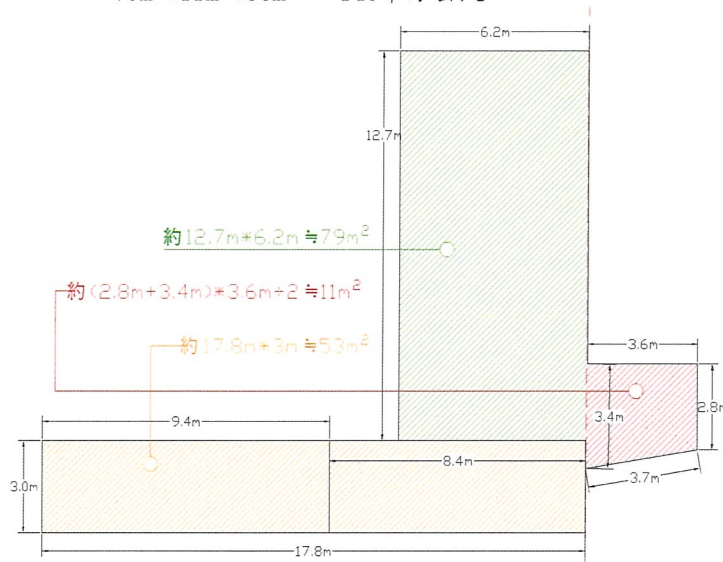 6.2m
12.7m
約12.7m*6.2m≒79m²
約(2.8m+3.4m)*3.6m÷2≒11m²
約17.8m*3m≒53m²
3.6m
2.8m
3.4m
3.7m
9.4m
8.4m
3.0m
17.8m